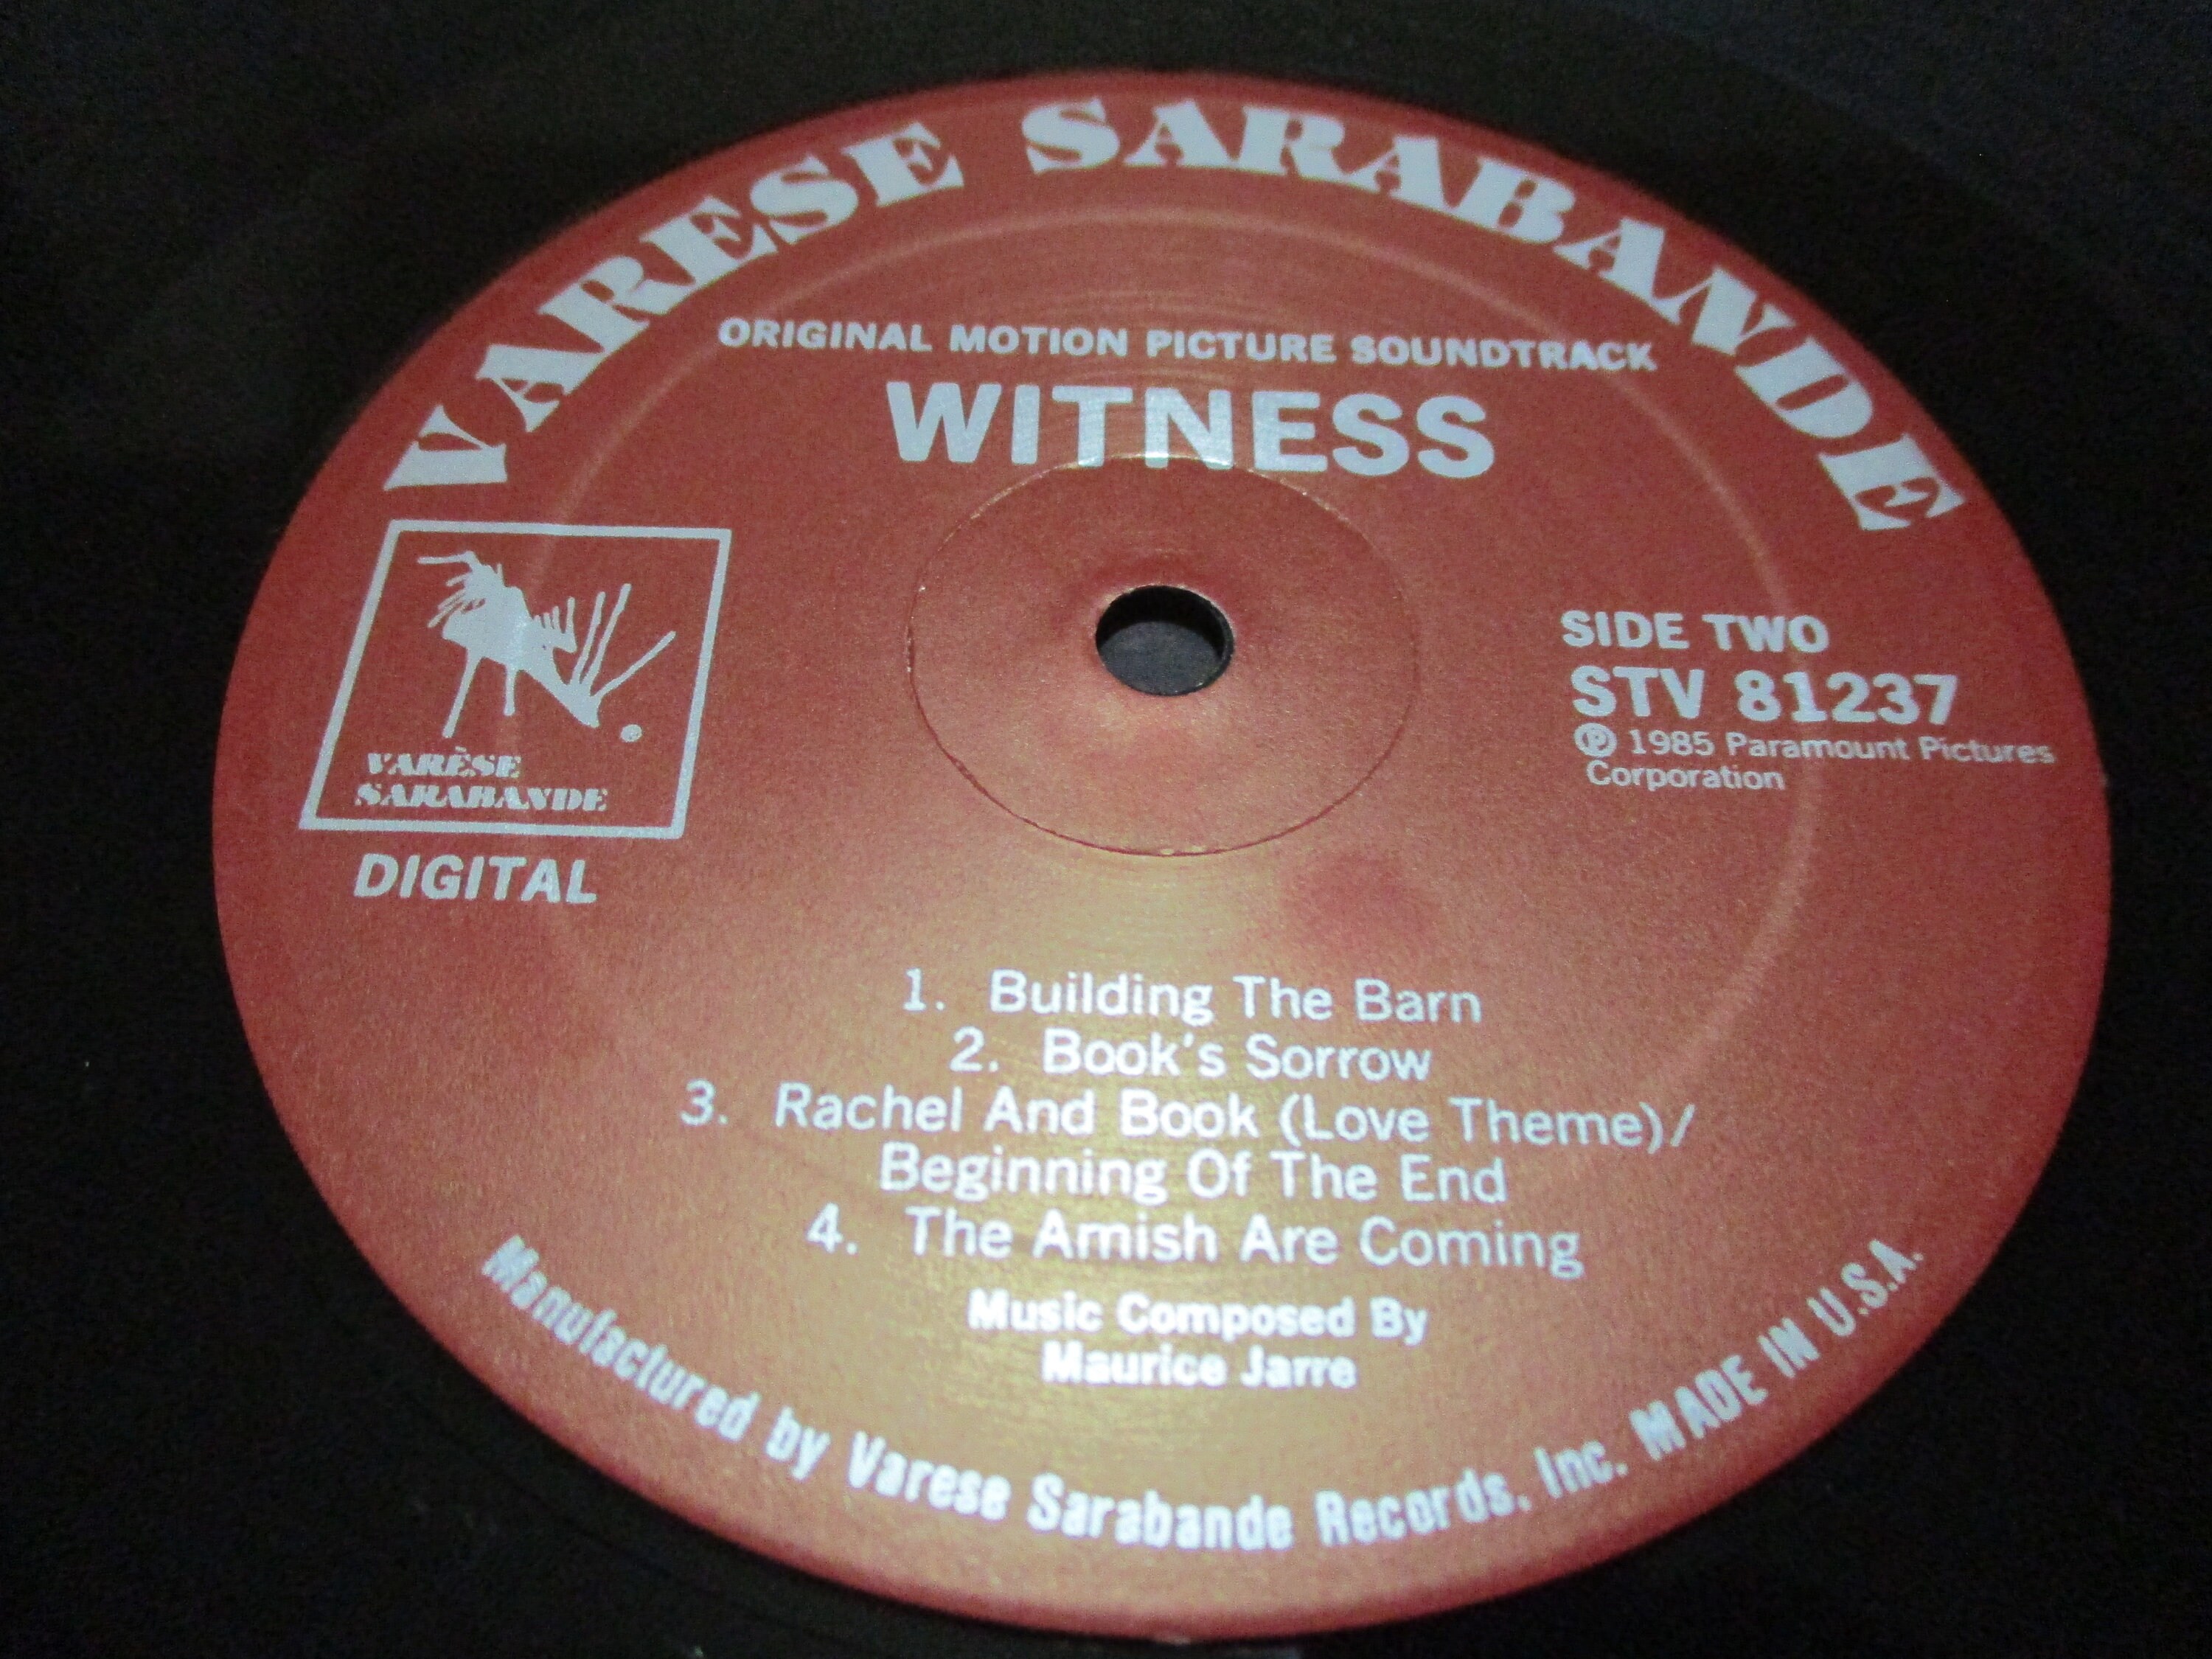 VARESE SARABANDE
ORIGINAL MOTION PICTURE SOUNDTRACK
WITNESS
VARÈSE
SARABANDE
DIGITAL
SIDE TWO
STV 81237
℗ 1985 Paramount Pictures
Corporation
1. Building The Barn
2. Book's Sorrow
3. Rachel And Book (Love Theme)/
Beginning Of The End
4. The Amish Are Coming
Music Composed By
Maurice Jarre
Manufactured by Varese Sarabande Records, Inc. MADE IN U.S.A.